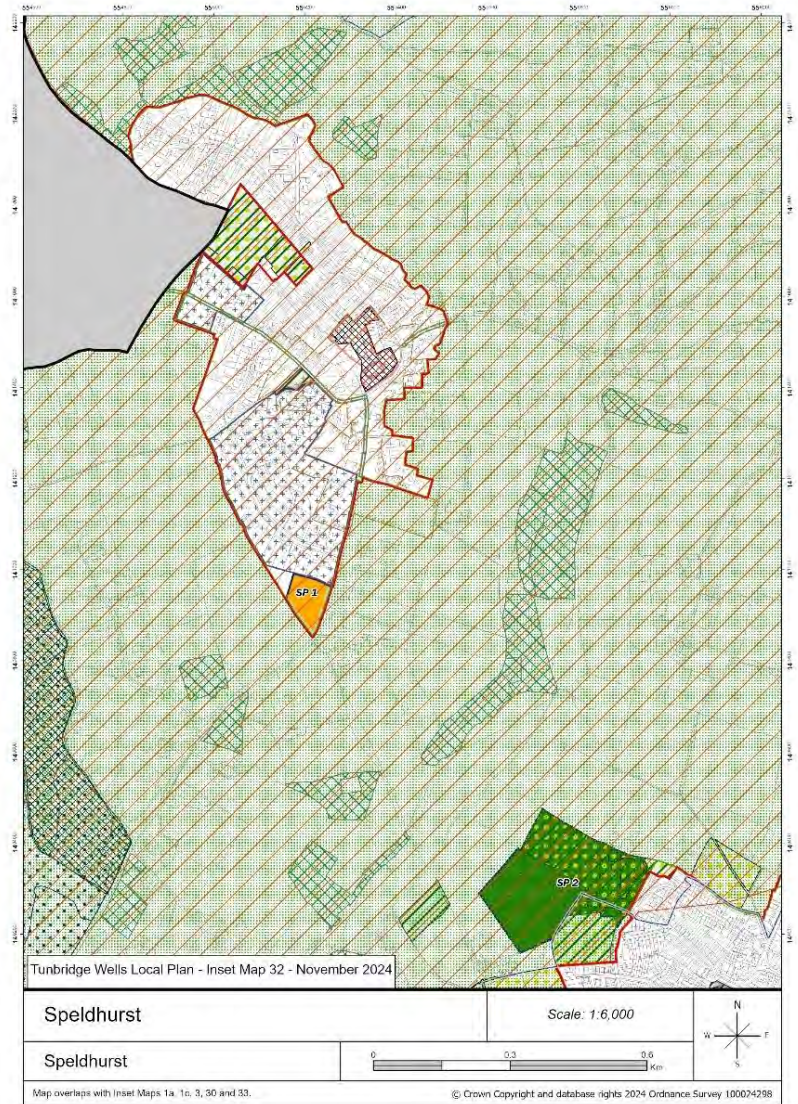 SP 1
SP 2
Tunbridge Wells Local Plan - Inset Map 32 - November 2024
Speldhurst
Scale: 1:6,000
N
W
E
S
Speldhurst
0
0.3
0.6
Km
Map overlaps with Inset Maps 1a, 1c, 3, 30 and 33.
© Crown Copyright and database rights 2024 Ordnance Survey 100024298